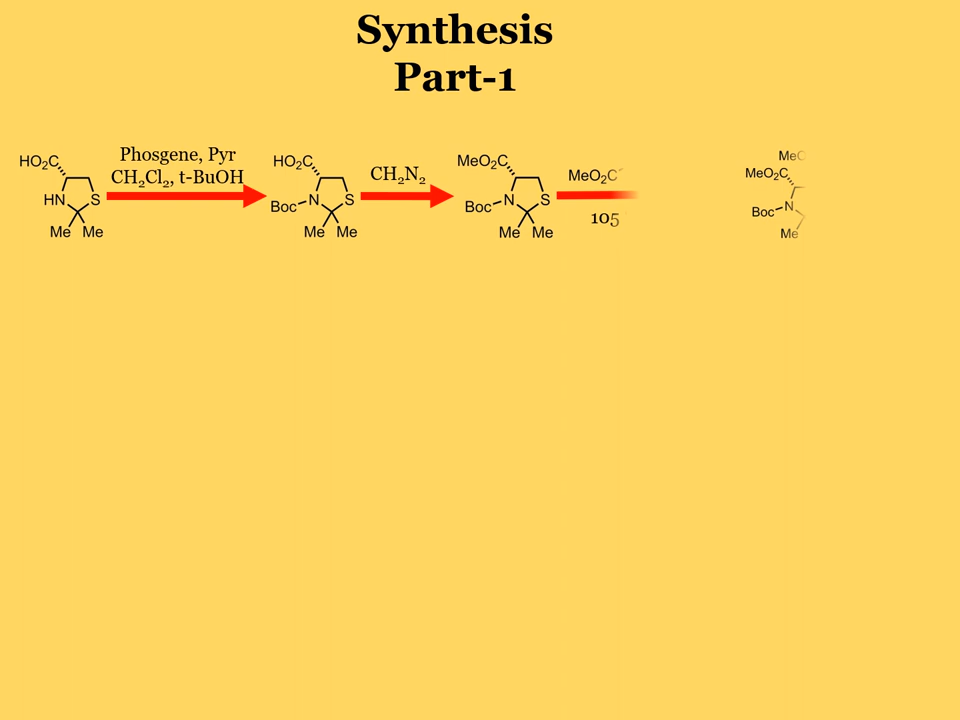 Synthesis
Part-1
Phosgene, Pyr
CH₂Cl₂, t-BuOH
CH₂N₂
HO₂C
HN
S
Me Me
HO₂C
Boc
N
S
Me Me
MeO₂C
Boc
N
S
Me Me
MeO₂C
105
MeO₂C
Boc
N
Me